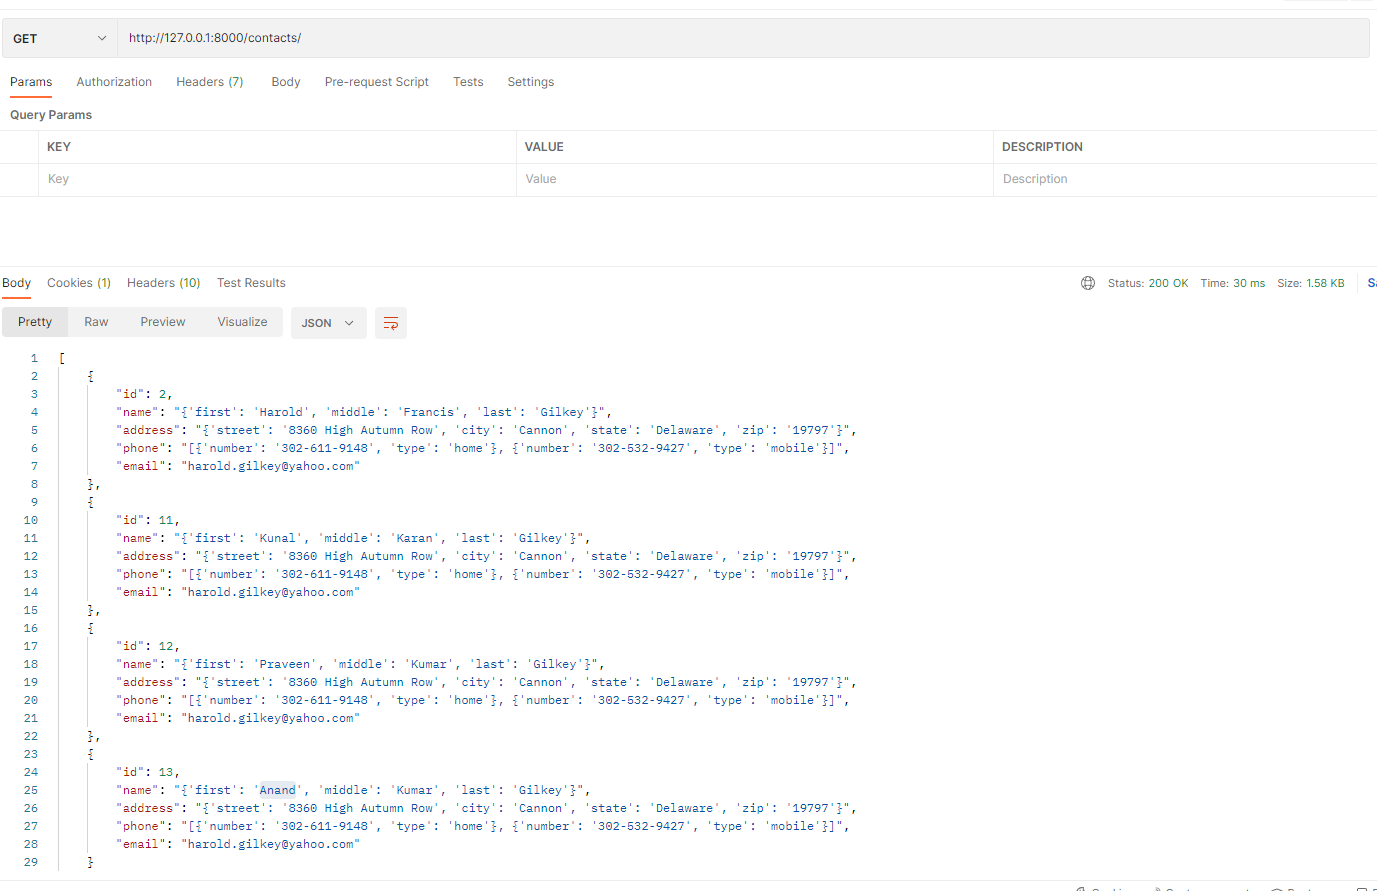 GET http://127.0.0.1:8000/contacts/
Params Authorization Headers (7) Body Pre-request Script Tests Settings
Query Params
KEY VALUE DESCRIPTION
Key Value Description
Body Cookies (1) Headers (10) Test Results Status: 200 OK Time: 30 ms Size: 1.58 KB
Pretty Raw Preview Visualize JSON
1 [
2 {
3 "id": 2,
4 "name": "{'first': 'Harold', 'middle': 'Francis', 'last': 'Gilkey'}",
5 "address": "{'street': '8360 High Autumn Row', 'city': 'Cannon', 'state': 'Delaware', 'zip': '19797'}",
6 "phone": "[{'number': '302-611-9148', 'type': 'home'}, {'number': '302-532-9427', 'type': 'mobile'}]",
7 "email": "harold.gilkey@yahoo.com"
8 },
9 {
10 "id": 11,
11 "name": "{'first': 'Kunal', 'middle': 'Karan', 'last': 'Gilkey'}",
12 "address": "{'street': '8360 High Autumn Row', 'city': 'Cannon', 'state': 'Delaware', 'zip': '19797'}",
13 "phone": "[{'number': '302-611-9148', 'type': 'home'}, {'number': '302-532-9427', 'type': 'mobile'}]",
14 "email": "harold.gilkey@yahoo.com"
15 },
16 {
17 "id": 12,
18 "name": "{'first': 'Praveen', 'middle': 'Kumar', 'last': 'Gilkey'}",
19 "address": "{'street': '8360 High Autumn Row', 'city': 'Cannon', 'state': 'Delaware', 'zip': '19797'}",
20 "phone": "[{'number': '302-611-9148', 'type': 'home'}, {'number': '302-532-9427', 'type': 'mobile'}]",
21 "email": "harold.gilkey@yahoo.com"
22 },
23 {
24 "id": 13,
25 "name": "{'first': 'Anand', 'middle': 'Kumar', 'last': 'Gilkey'}",
26 "address": "{'street': '8360 High Autumn Row', 'city': 'Cannon', 'state': 'Delaware', 'zip': '19797'}",
27 "phone": "[{'number': '302-611-9148', 'type': 'home'}, {'number': '302-532-9427', 'type': 'mobile'}]",
28 "email": "harold.gilkey@yahoo.com"
29 }